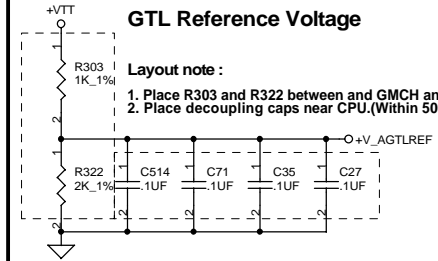 +VTT
GTL Reference Voltage
1
R303
1K_1%
2
Layout note :
1. Place R303 and R322 between and GMCH an
2. Place decoupling caps near CPU.(Within 50
+V_AGTLREF
1
R322
2K_1%
2
1
C514
.1UF
2
1
C71
.1UF
2
1
C35
.1UF
2
1
C27
.1UF
2